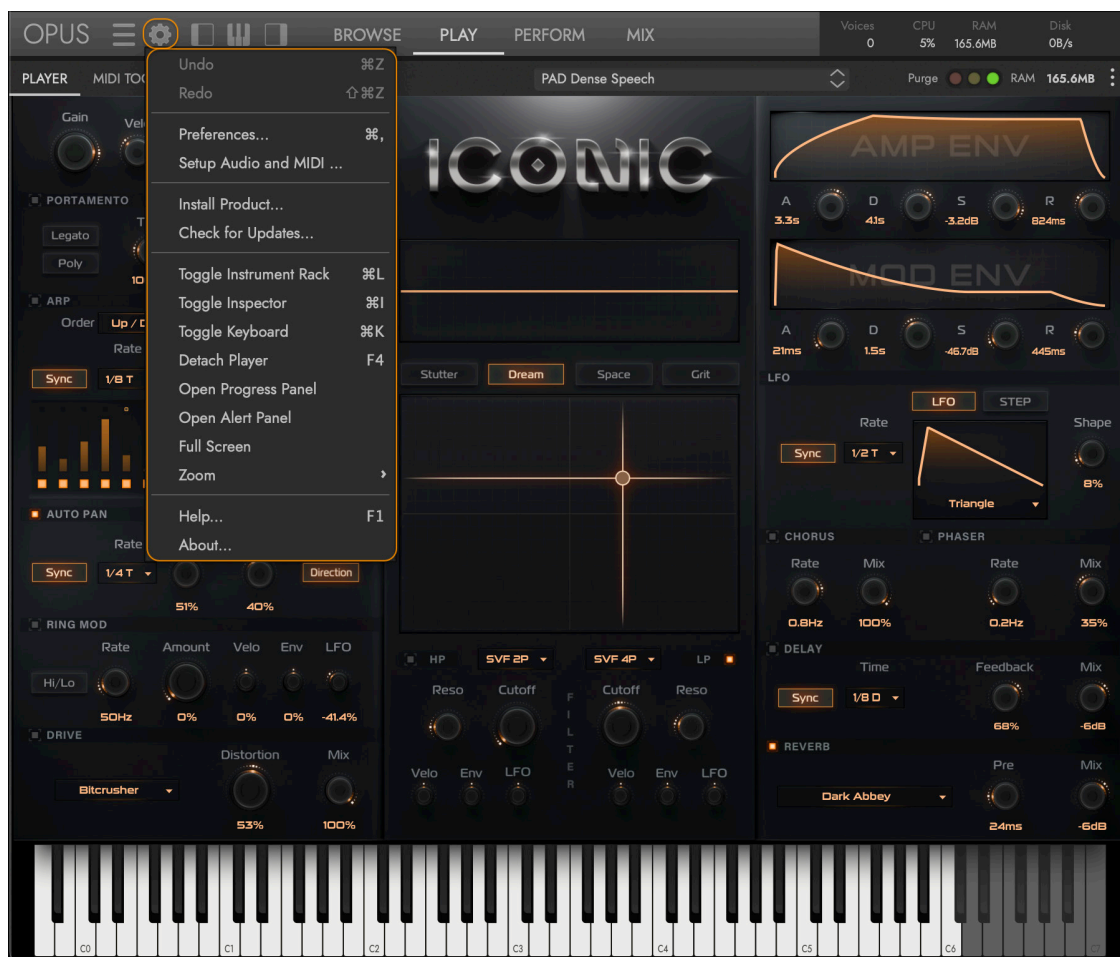 OPUS BROWSE PLAY PERFORM MIX
Voices CPU RAM Disk
0 5% 165.6MB 0B/s
PLAYER MIDI TO
PAD Dense Speech
Purge RAM 165.6MB
Undo ⌘Z
Redo ⇧⌘Z
Preferences... ⌘,
Setup Audio and MIDI ...
Install Product...
Check for Updates...
Toggle Instrument Rack ⌘L
Toggle Inspector ⌘I
Toggle Keyboard ⌘K
Detach Player F4
Open Progress Panel
Open Alert Panel
Full Screen
Zoom ›
Help... F1
About...
Gain Vel
PORTAMENTO
T
Legato
Poly
10
ARP
Order Up / D
Rate
Sync 1/8 T
AUTO PAN
Rate
Sync 1/4 T
Direction
51% 40%
RING MOD
Rate Amount Velo Env LFO
Hi/Lo
50Hz 0% 0% 0% -41.4%
DRIVE
Distortion Mix
Bitcrusher
53% 100%
ICONIC
Stutter Dream Space Grit
HP SVF 2P SVF 4P LP
Reso Cutoff Cutoff Reso
FILTER
Velo Env LFO Velo Env LFO
AMP ENV
A D S R
3.3s 4.1s -3.2dB 824ms
MOD ENV
A D S R
21ms 1.5s -46.7dB 445ms
LFO
LFO STEP
Rate Shape
Sync 1/2 T
8%
Triangle
CHORUS PHASER
Rate Mix Rate Mix
0.8Hz 100% 0.2Hz 35%
DELAY
Time Feedback Mix
Sync 1/8 D
68% -6dB
REVERB
Pre Mix
Dark Abbey
24ms -6dB
C0 C1 C2 C3 C4 C5 C6 C7